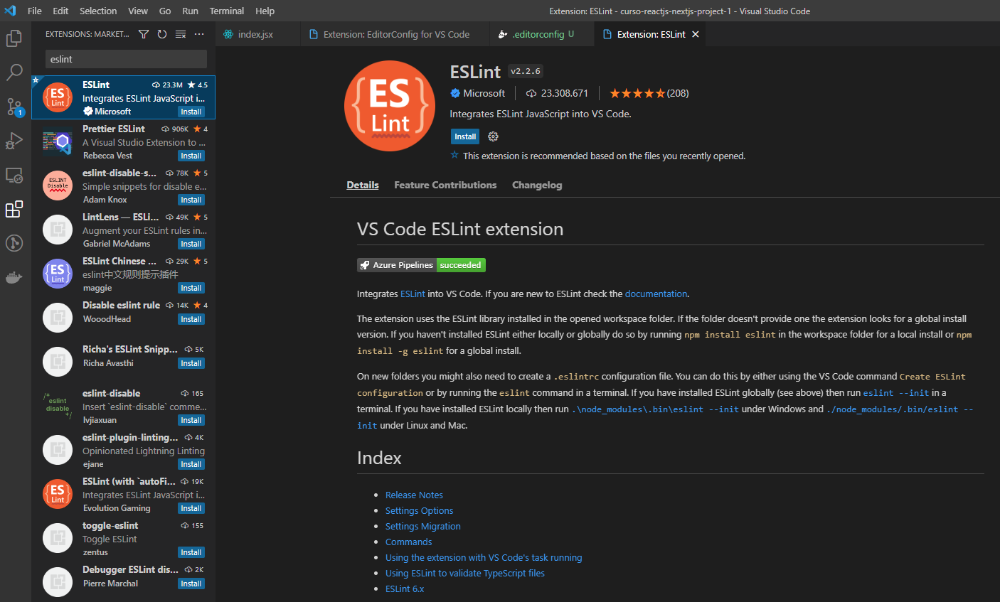 File Edit Selection View Go Run Terminal Help
Extension: ESLint - curso-reactjs-nextjs-project-1 - Visual Studio Code
EXTENSIONS: MARKET...
index.jsx
Extension: EditorConfig for VS Code
.editorconfig U
Extension: ESLint
eslint
1
ES
Lint
ESLint 23.3M ★ 4.5
Integrates ESLint JavaScript i...
Microsoft Install
Prettier ESLint 906K ★ 4
A Visual Studio Extension to ...
Rebecca Vest Install
ESLINT
Disable
eslint-disable-s... 78K ★ 5
Simple snippets for disable e...
Adam Knox Install
LintLens — ESLi... 49K ★ 5
Augment your ESLint rules in...
Gabriel McAdams Install
ES
Lint
ESLint Chinese ... 29K ★ 5
eslint中文规则提示插件
maggie Install
Disable eslint rule 14K ★ 4
WooodHead Install
Richa's ESLint Snipp... 5K
Richa Avasthi Install
/*
eslint
disable
*/
eslint-disable 165
Insert `eslint-disable` comme...
lvjiaxuan Install
eslint-plugin-linting... 4K
Opinionated Lightning Linting
ejane Install
ES
Lint
ESLint (with `autoFi... 19K
Integrates ESLint JavaScript i...
Evolution Gaming Install
toggle-eslint 155
Toggle ESLint
zentus Install
Debugger ESLint dis... 2K
Pierre Marchal Install
{ES}
Lint
ESLint v2.2.6
Microsoft 23.308.671 (208)
Integrates ESLint JavaScript into VS Code.
Install
This extension is recommended based on the files you recently opened.
Details Feature Contributions Changelog
VS Code ESLint extension
Azure Pipelines succeeded
Integrates ESLint into VS Code. If you are new to ESLint check the documentation.
The extension uses the ESLint library installed in the opened workspace folder. If the folder doesn't provide one the extension looks for a global install
version. If you haven't installed ESLint either locally or globally do so by running npm install eslint in the workspace folder for a local install or npm
install -g eslint for a global install.
On new folders you might also need to create a .eslintrc configuration file. You can do this by either using the VS Code command Create ESLint
configuration or by running the eslint command in a terminal. If you have installed ESLint globally (see above) then run eslint --init in a
terminal. If you have installed ESLint locally then run .\node_modules\.bin\eslint --init under Windows and ./node_modules/.bin/eslint --
init under Linux and Mac.
Index
• Release Notes
• Settings Options
• Settings Migration
• Commands
• Using the extension with VS Code's task running
• Using ESLint to validate TypeScript files
• ESLint 6.x